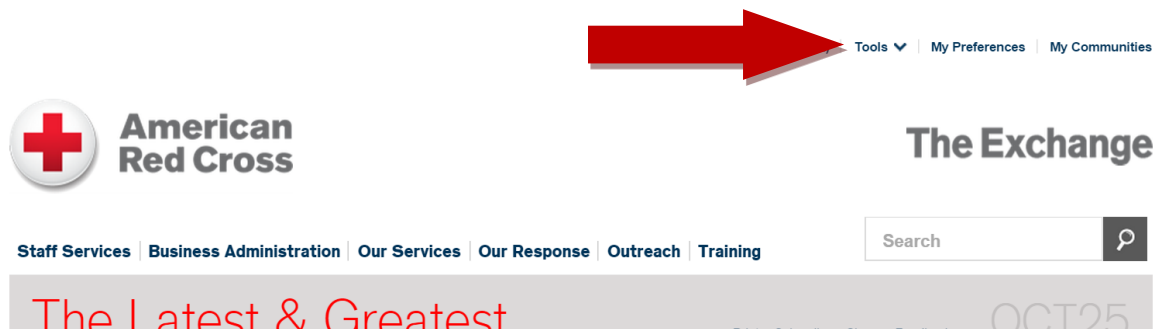 Tools | My Preferences | My Communities
American
Red Cross
The Exchange
Search
Staff Services | Business Administration | Our Services | Our Response | Outreach | Training
The Latest & Greatest
OCT25